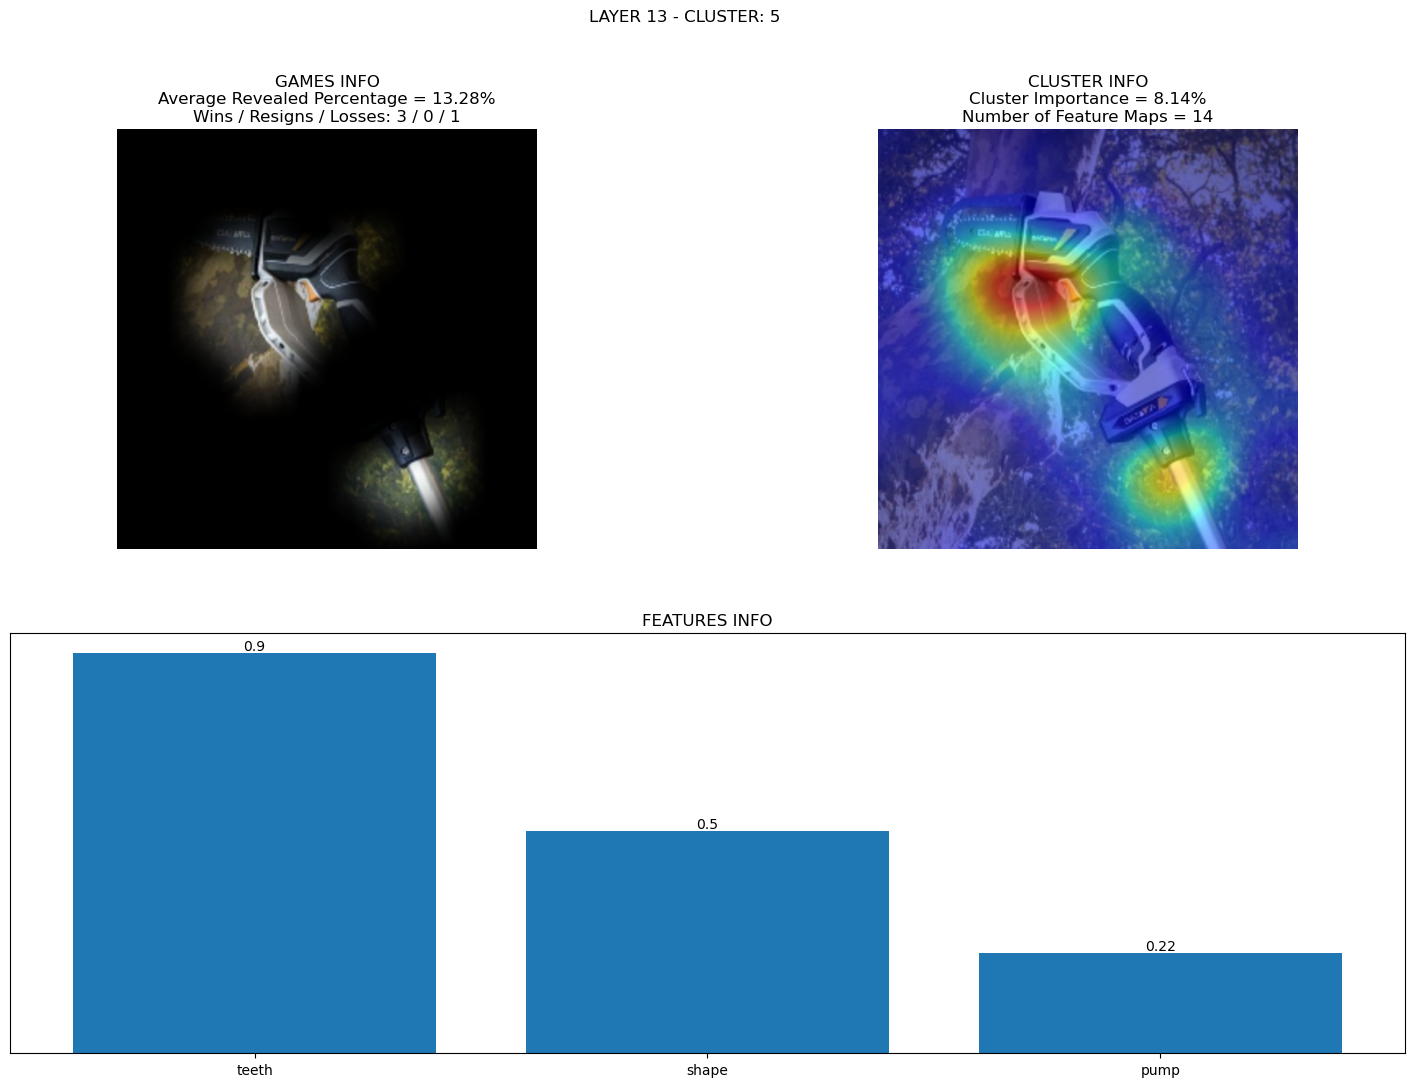 LAYER 13 - CLUSTER: 5
GAMES INFO
Average Revealed Percentage = 13.28%
Wins / Resigns / Losses: 3 / 0 / 1
CLUSTER INFO
Cluster Importance = 8.14%
Number of Feature Maps = 14
FEATURES INFO
0.9
0.5
0.22
teeth
shape
pump